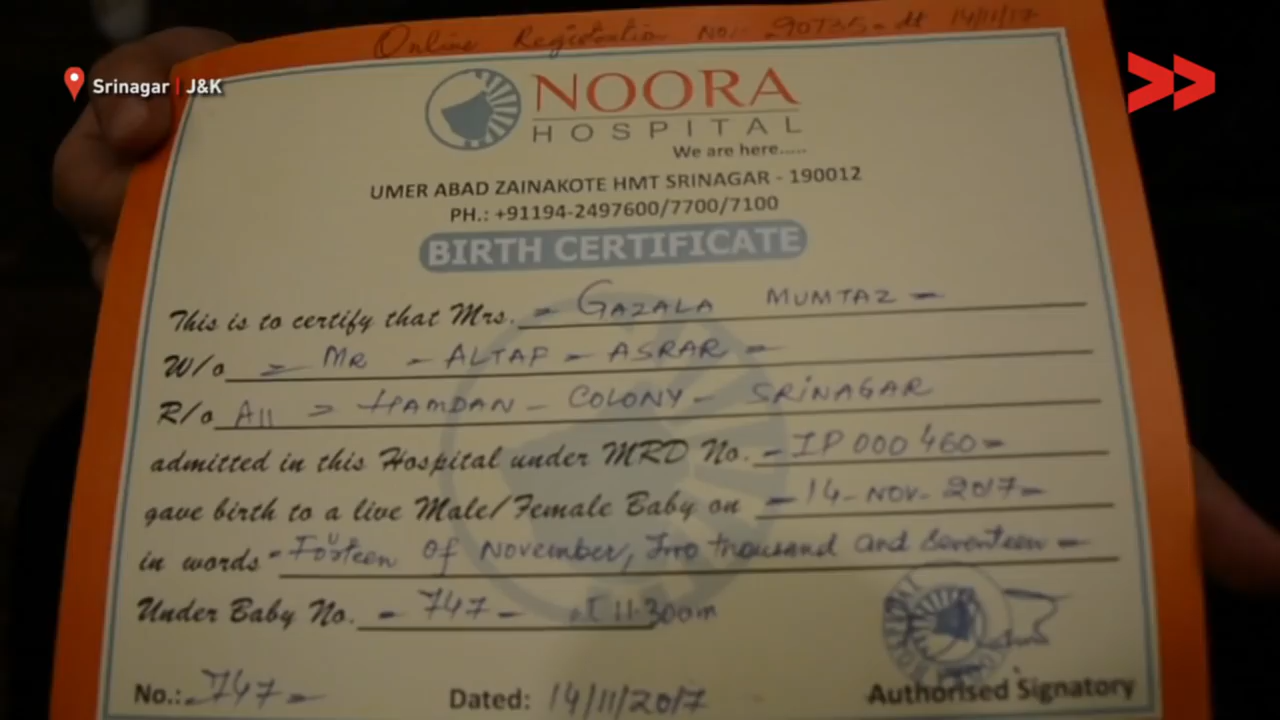 Online Registration No:- 90735 - dt 14/11/17
Srinagar | J&K
NOORA
HOSPITAL
We are here.....
UMER ABAD ZAINAKOTE HMT SRINAGAR - 190012
PH.: +91194-2497600/7700/7100
BIRTH CERTIFICATE
This is to certify that Mrs. - GAZALA MUMTAZ -
W/o = MR - ALTAF - ASRAR =
R/o A11 > HAMDAN - COLONY - SRINAGAR
admitted in this Hospital under MRD No. - IP 000 460 =
gave birth to a live Male/Female Baby on - 14 - NOV - 2017 -
in words - Forteen Of November, Two thousand and Seventeen -
Under Baby No. - 747 - at 11:30am
No.: 747 - Dated: 14/11/2017
Authorised Signatory